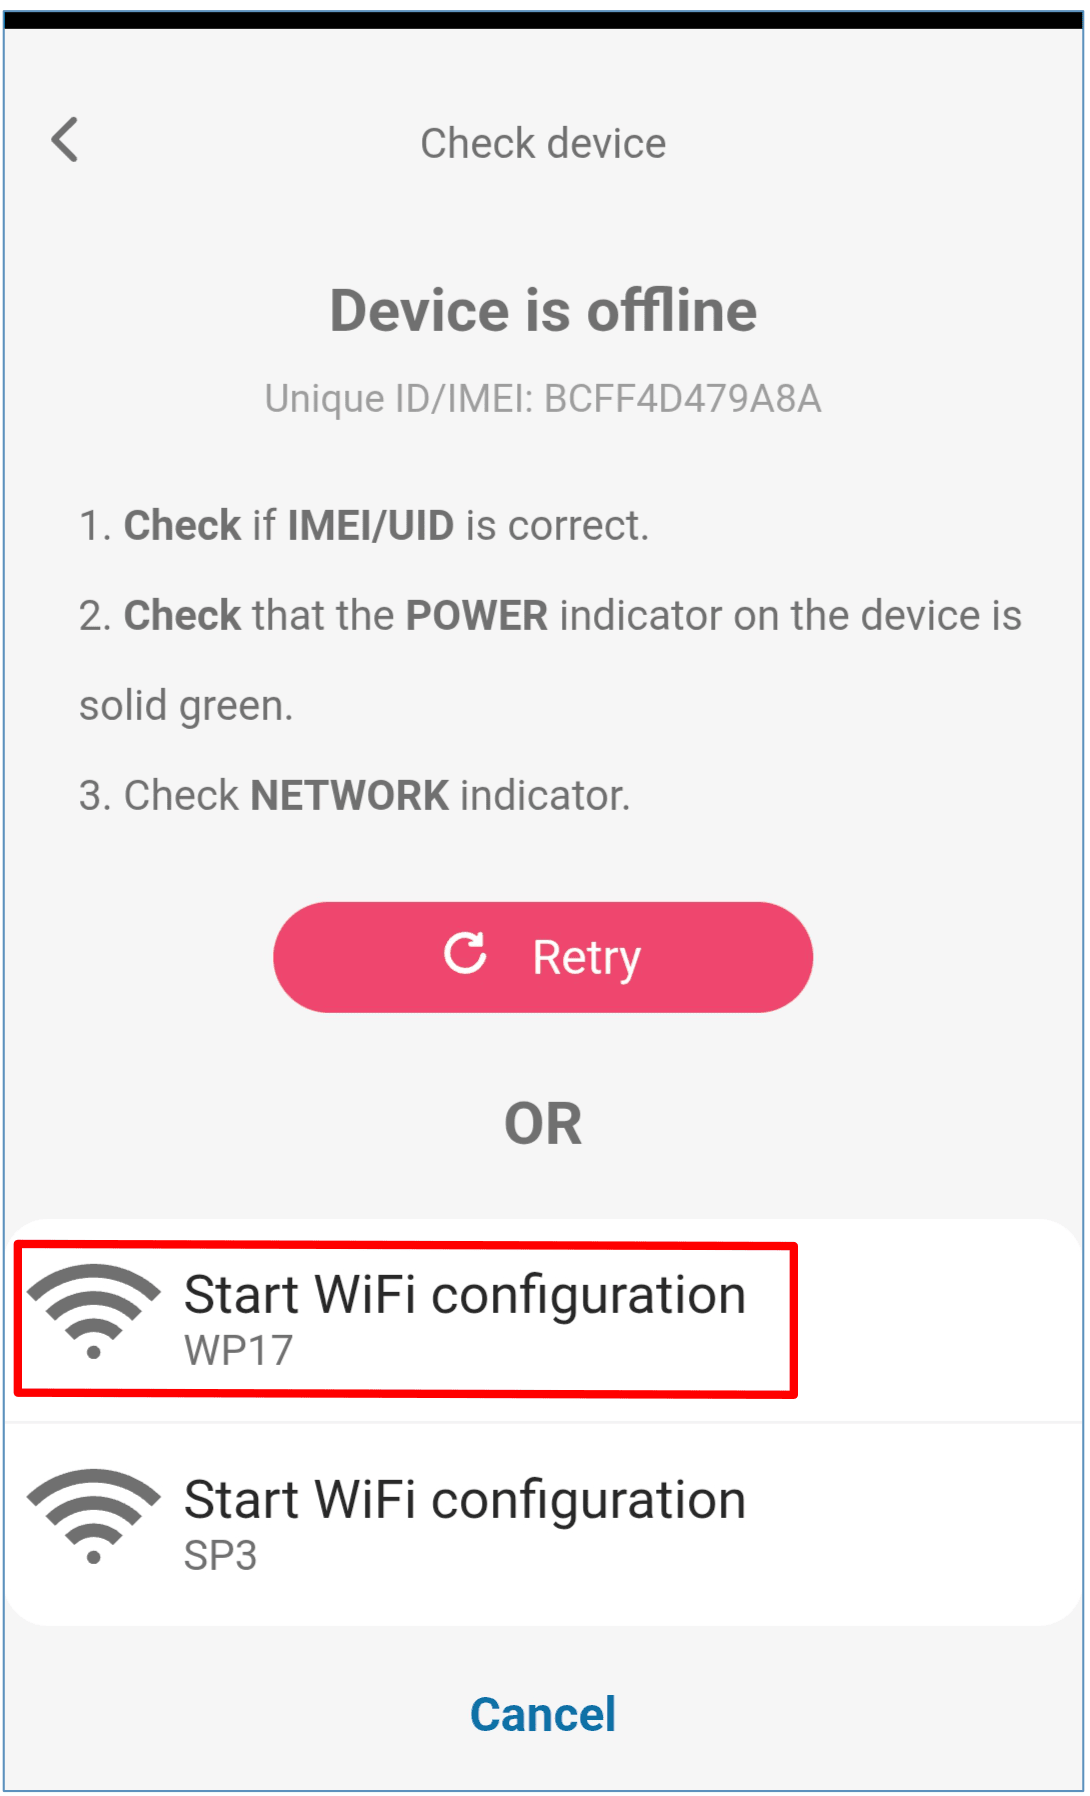 Check device
Device is offline
Unique ID/IMEI: BCFF4D479A8A
1. Check if IMEI/UID is correct.
2. Check that the POWER indicator on the device is
solid green.
3. Check NETWORK indicator.
Retry
OR
Start WiFi configuration
WP17
Start WiFi configuration
SP3
Cancel